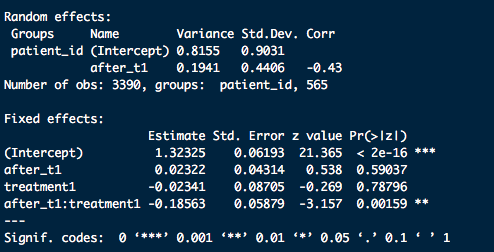 Random effects:
Groups     Name        Variance Std.Dev. Corr
patient_id (Intercept) 0.8155   0.9031
after_t1    0.1941   0.4406   -0.43
Number of obs: 3390, groups:  patient_id, 565
Fixed effects:
Estimate Std. Error z value Pr(>|z|)
(Intercept)          1.32325    0.06193  21.365  < 2e-16 ***
after_t1             0.02322    0.04314   0.538  0.59037
treatment1          -0.02341    0.08705  -0.269  0.78796
after_t1:treatment1 -0.18563    0.05879  -3.157  0.00159 **
---
Signif. codes:  0 ‘***’ 0.001 ‘**’ 0.01 ‘*’ 0.05 ‘.’ 0.1 ‘ ’ 1